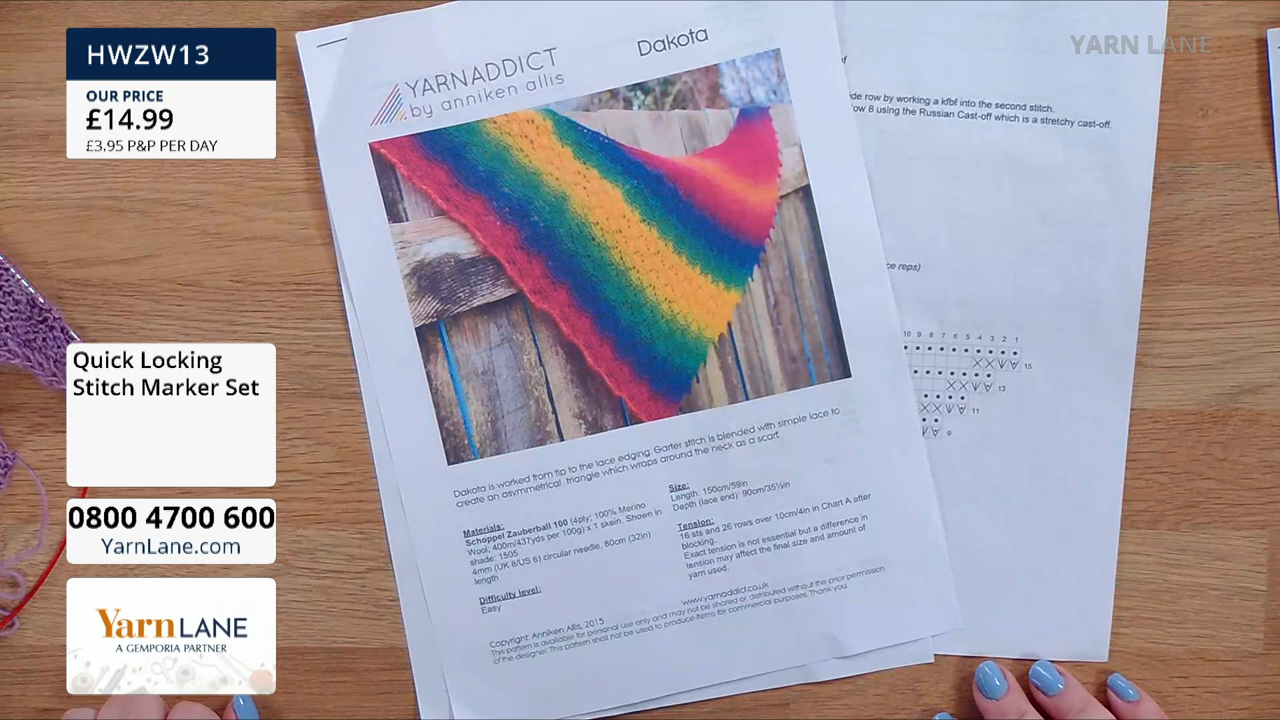 HWZW13
OUR PRICE
£14.99
£3.95 P&P PER DAY
Quick Locking
Stitch Marker Set
0800 4700 600
YarnLane.com
Yarn LANE
A GEMPORIA PARTNER
YARN LANE
YARNADDICT
by anniken allis
Dakota
Dakota is worked from tip to the lace edging. Garter stitch is blended with simple lace to
create an asymmetrical triangle which wraps around the neck as a scarf.
Materials:
Schoppel Zauberball 100 (4ply; 100% Merino
Wool; 400m/437yds per 100g) x 1 skein. Shown in
shade: 1505
4mm (UK 8/US 6) circular needle, 80cm (32in)
length
Difficulty level:
Easy
Size:
Length: 150cm/59in
Depth (lace end): 90cm/35½in
Tension:
16 sts and 26 rows over 10cm/4in in Chart A after
blocking.
Exact tension is not essential but a difference in
tension may affect the final size and amount of
yarn used.
www.yarnaddict.co.uk
Copyright: Anniken Allis, 2015
This pattern is available for personal use only and may not be shared or distributed without the prior permission
of the designer. This pattern shall not be used to produce items for commercial purposes. Thank you.
ide row by working a kfbf into the second stitch.
ow 8 using the Russian Cast-off which is a stretchy cast-off.
ce reps)
10 9 8 7 6 5 4 3 2 1
15
13
11
9